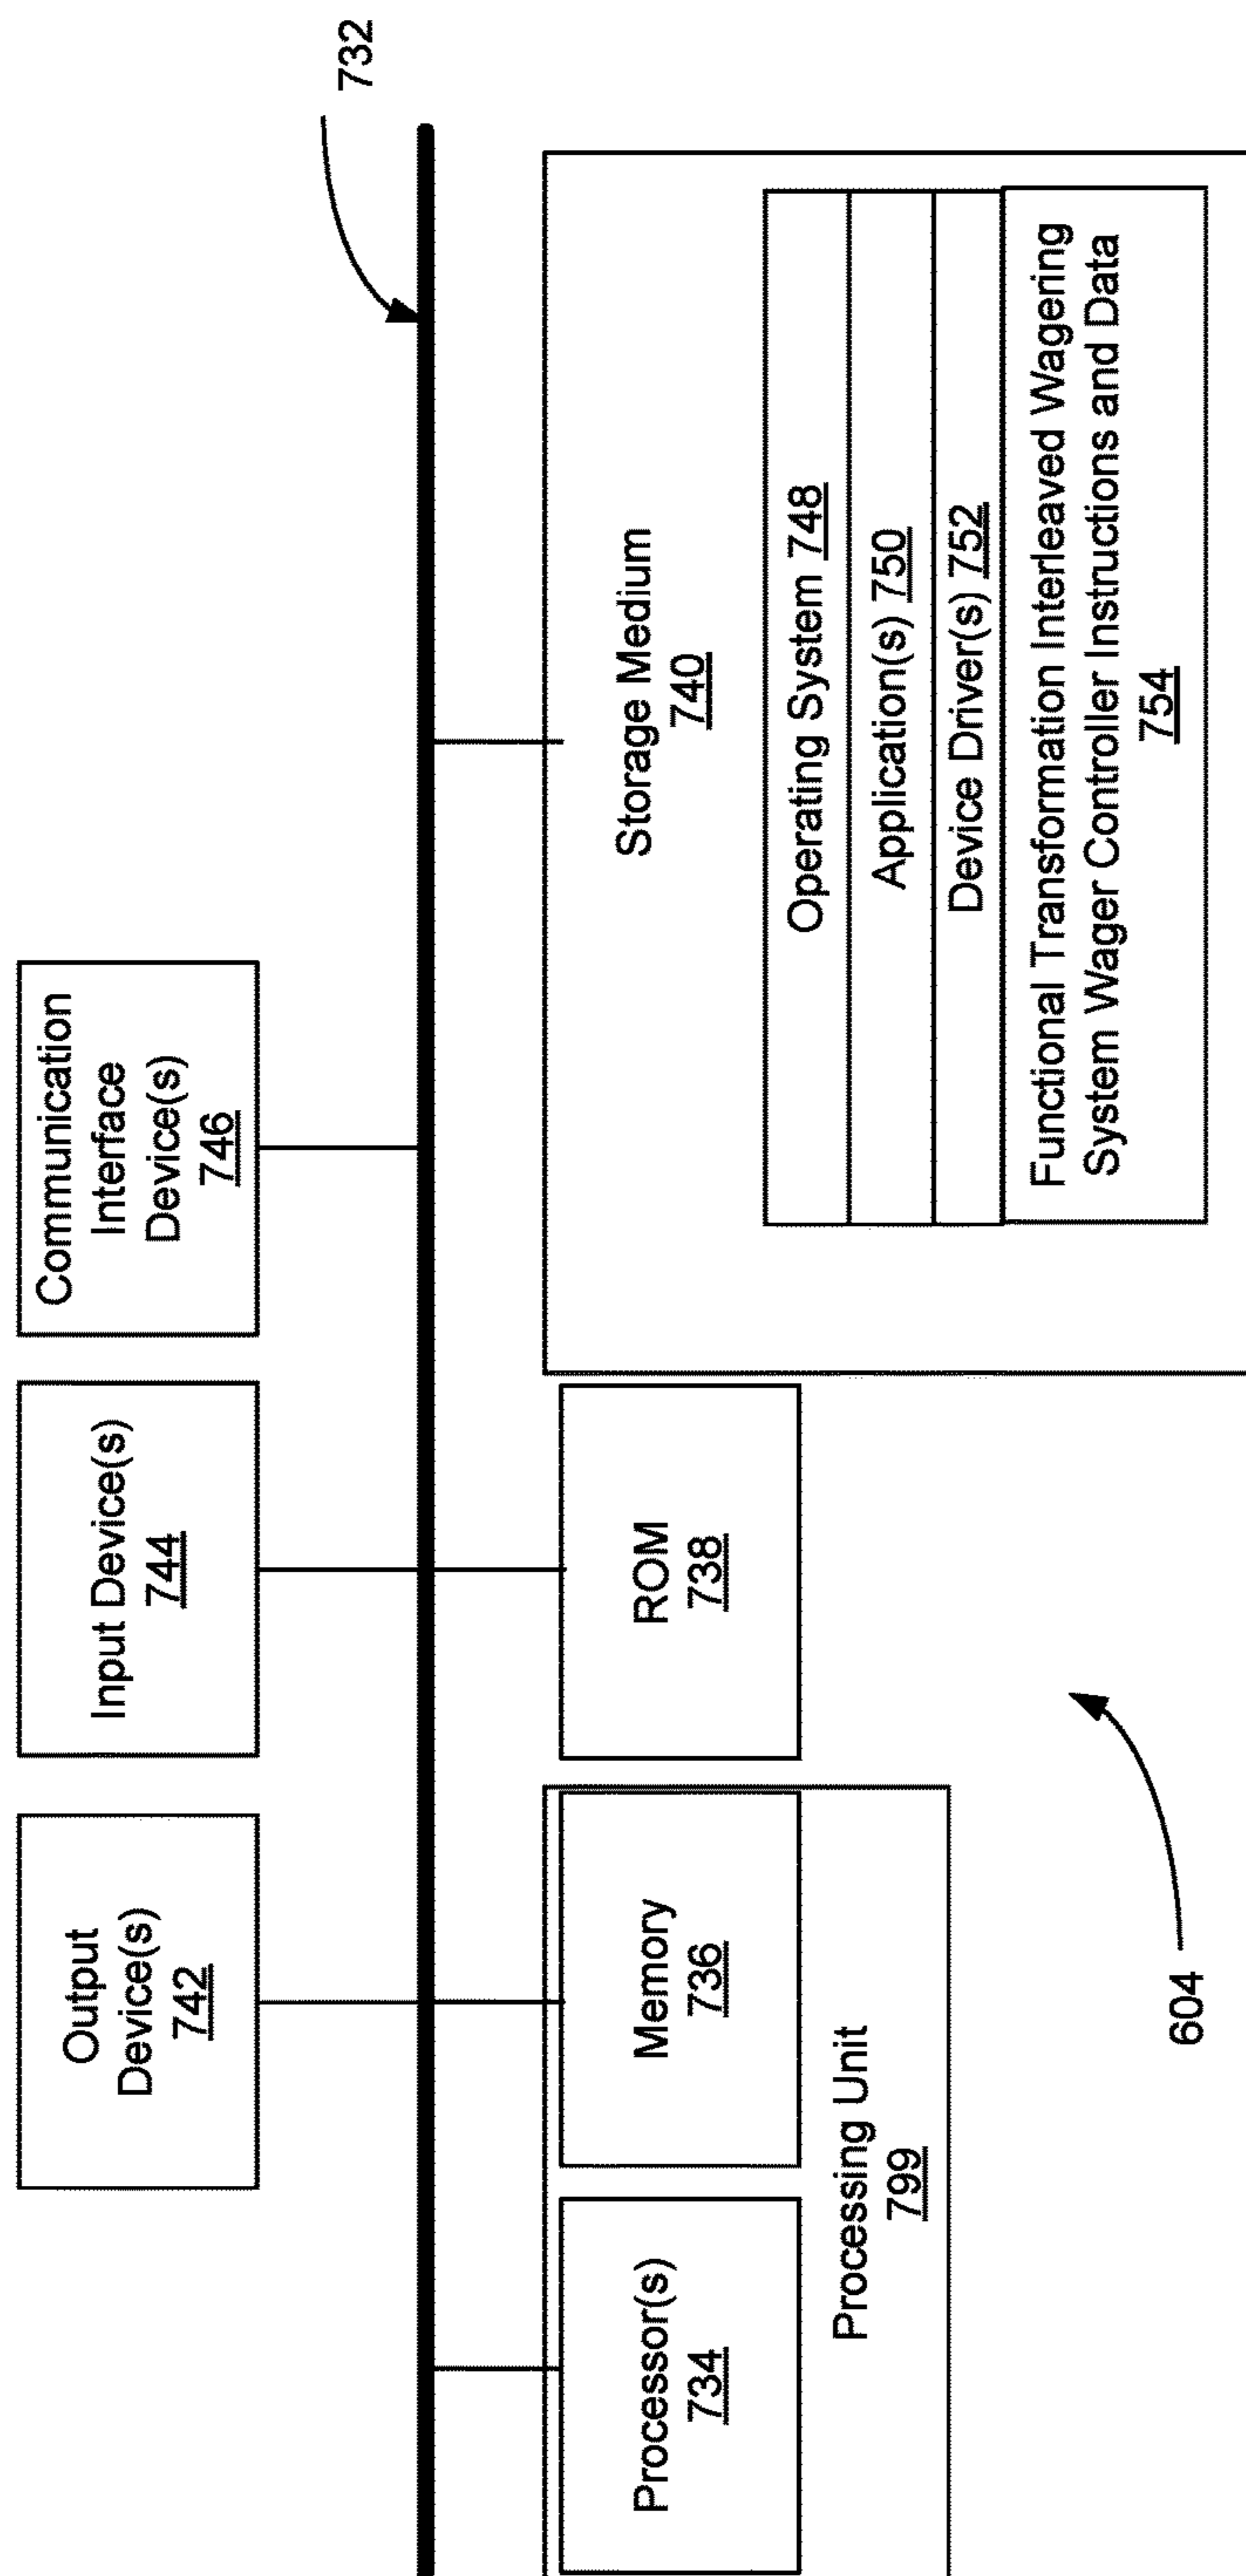 732
Output
Device(s)
742
Input Device(s)
744
Communication
Interface
Device(s)
746
Processor(s)
734
Memory
736
Processing Unit
799
ROM
738
Storage Medium
740
Operating System 748
Application(s) 750
Device Driver(s) 752
Functional Transformation Interleaved Wagering
System Wager Controller Instructions and Data
754
604